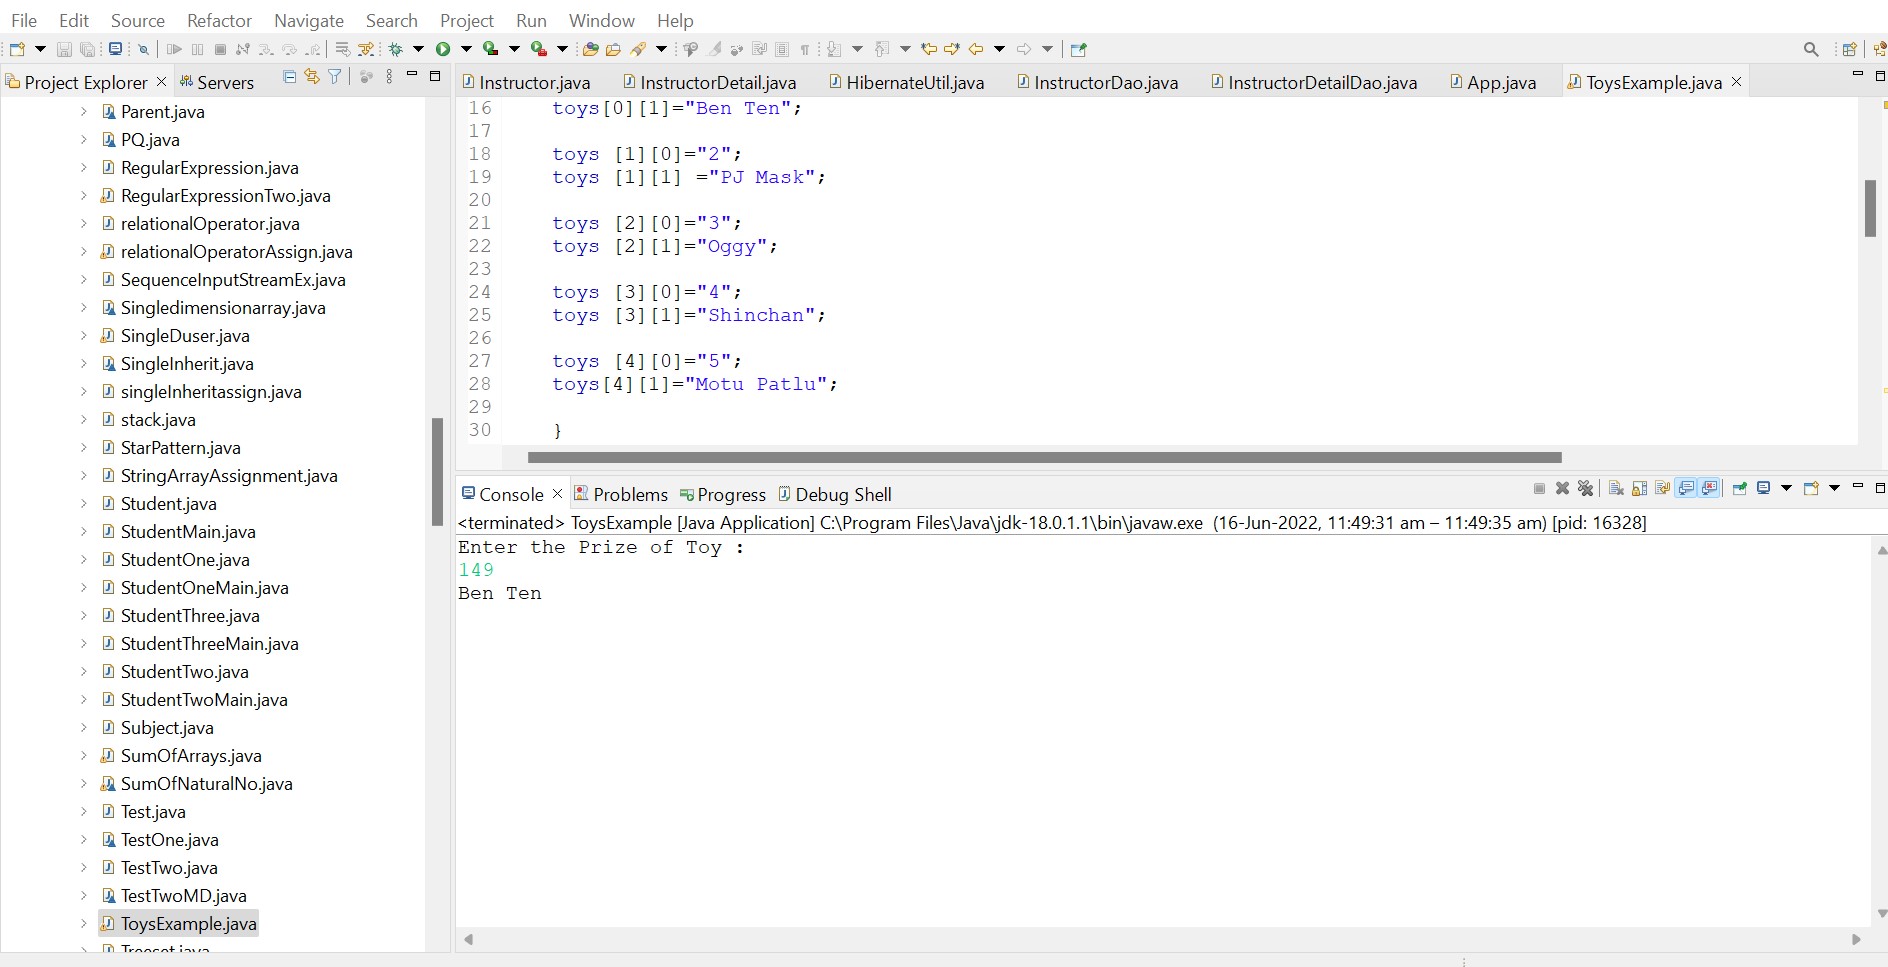 File Edit Source Refactor Navigate Search Project Run Window Help
Project Explorer Servers
Parent.java
PQ.java
RegularExpression.java
RegularExpressionTwo.java
relationalOperator.java
relationalOperatorAssign.java
SequenceInputStreamEx.java
Singledimensionarray.java
SingleDuser.java
SingleInherit.java
singleInheritassign.java
stack.java
StarPattern.java
StringArrayAssignment.java
Student.java
StudentMain.java
StudentOne.java
StudentOneMain.java
StudentThree.java
StudentThreeMain.java
StudentTwo.java
StudentTwoMain.java
Subject.java
SumOfArrays.java
SumOfNaturalNo.java
Test.java
TestOne.java
TestTwo.java
TestTwoMD.java
ToysExample.java
Treeset.java
Instructor.java InstructorDetail.java HibernateUtil.java InstructorDao.java InstructorDetailDao.java App.java ToysExample.java
16 toys[0][1]="Ben Ten";
17
18 toys [1][0]="2";
19 toys [1][1] ="PJ Mask";
20
21 toys [2][0]="3";
22 toys [2][1]="Oggy";
23
24 toys [3][0]="4";
25 toys [3][1]="Shinchan";
26
27 toys [4][0]="5";
28 toys[4][1]="Motu Patlu";
29
30 }
Console Problems Progress Debug Shell
<terminated> ToysExample [Java Application] C:\Program Files\Java\jdk-18.0.1.1\bin\javaw.exe (16-Jun-2022, 11:49:31 am – 11:49:35 am) [pid: 16328]
Enter the Prize of Toy :
149
Ben Ten